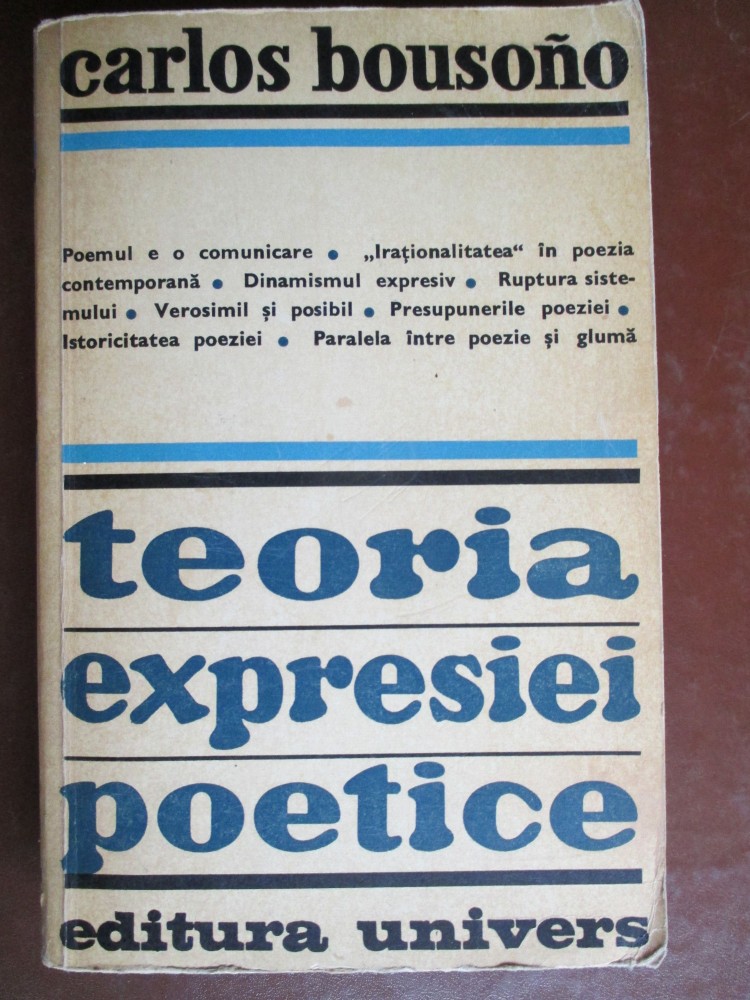 carlos bousoño
Poemul e o comunicare • „Iraționalitatea“ în poezia
contemporană • Dinamismul expresiv • Ruptura siste-
mului • Verosimil și posibil • Presupunerile poeziei •
Istoricitatea poeziei • Paralela între poezie și glumă
teoria
expresiei
poetice
editura univers